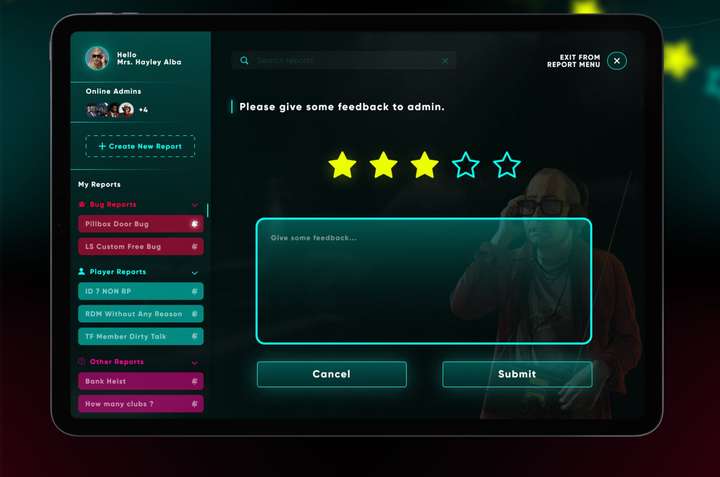 Hello
Mrs. Hayley Alba
Online Admins
+4
+ Create New Report
My Reports
Bug Reports
Pillbox Door Bug
LS Custom Free Bug
Player Reports
ID 7 NON RP
RDM Without Any Reason
TF Member Dirty Talk
Other Reports
Bank Heist
How many clubs ?
Search reports
EXIT FROM
REPORT MENU
Please give some feedback to admin.
Give some feedback...
Cancel
Submit